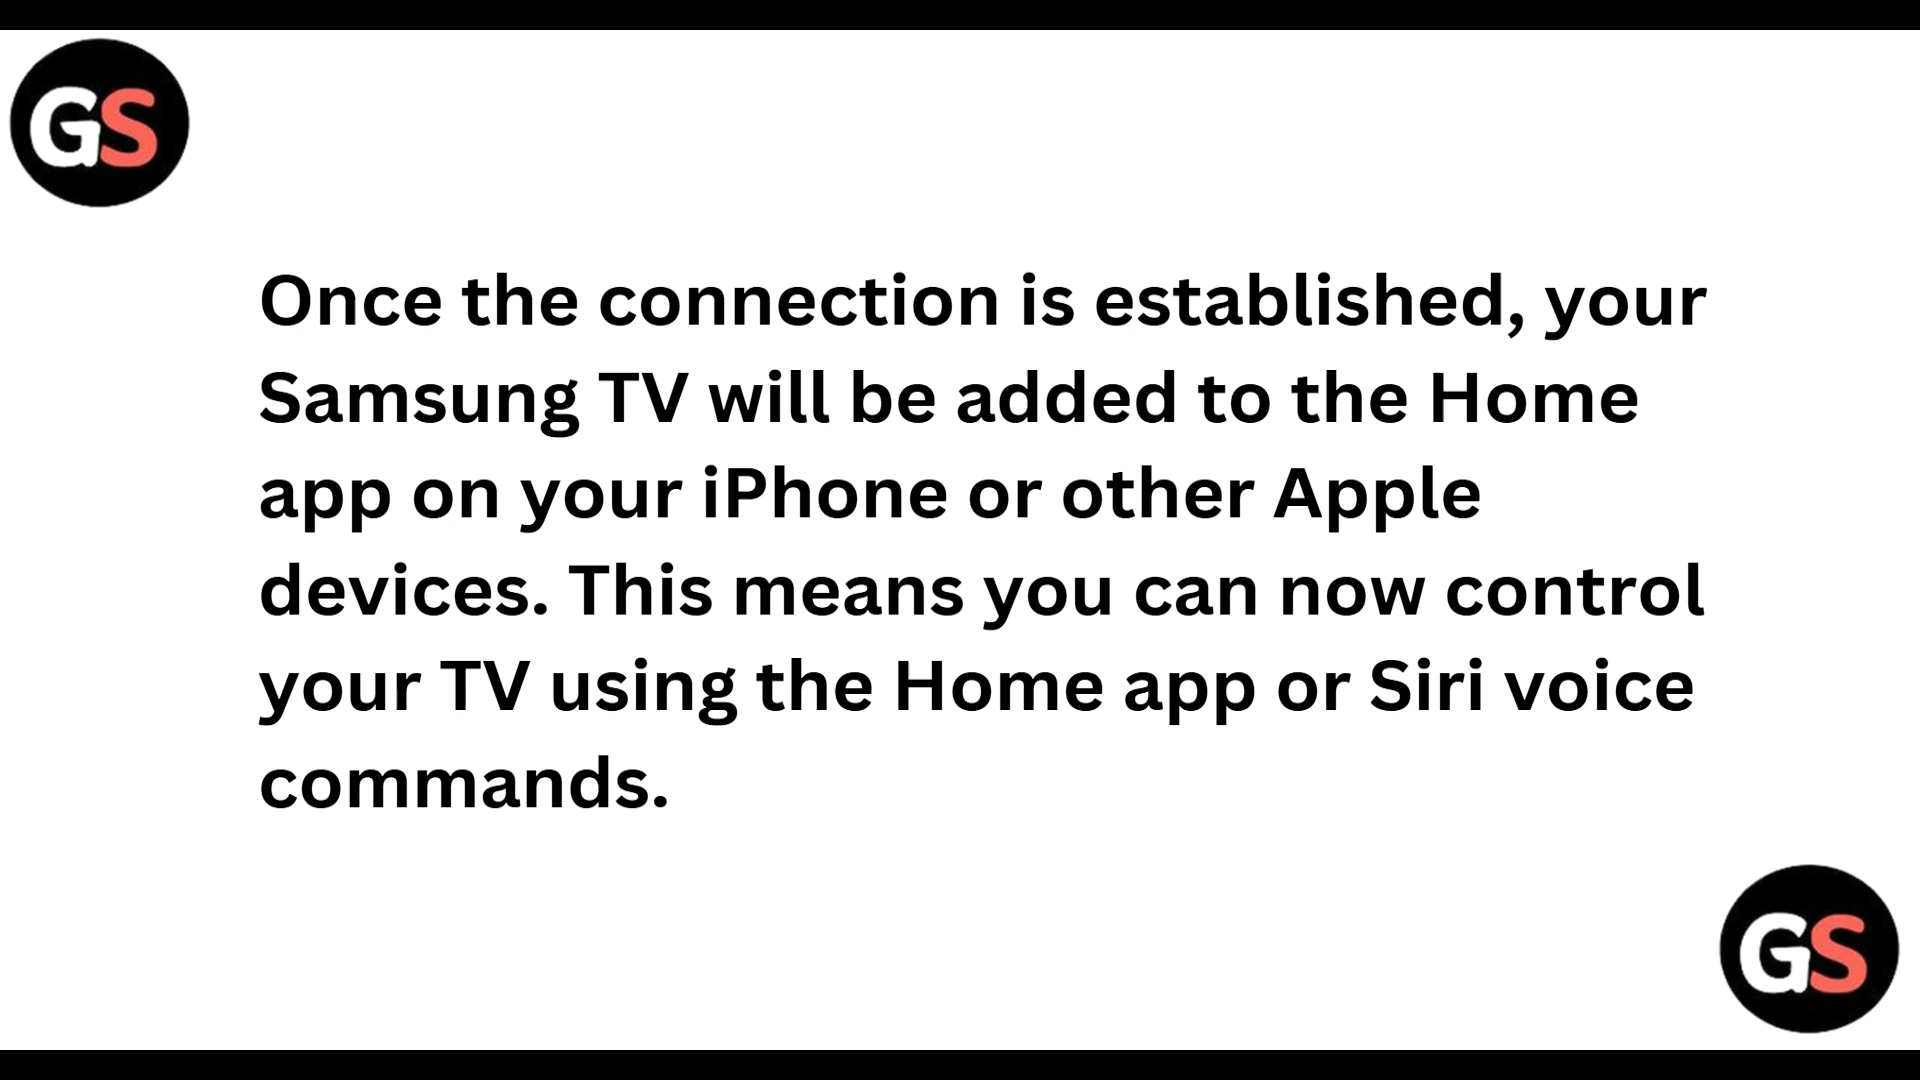 GS
Once the connection is established, your
Samsung TV will be added to the Home
app on your iPhone or other Apple
devices. This means you can now control
your TV using the Home app or Siri voice
commands.
GS